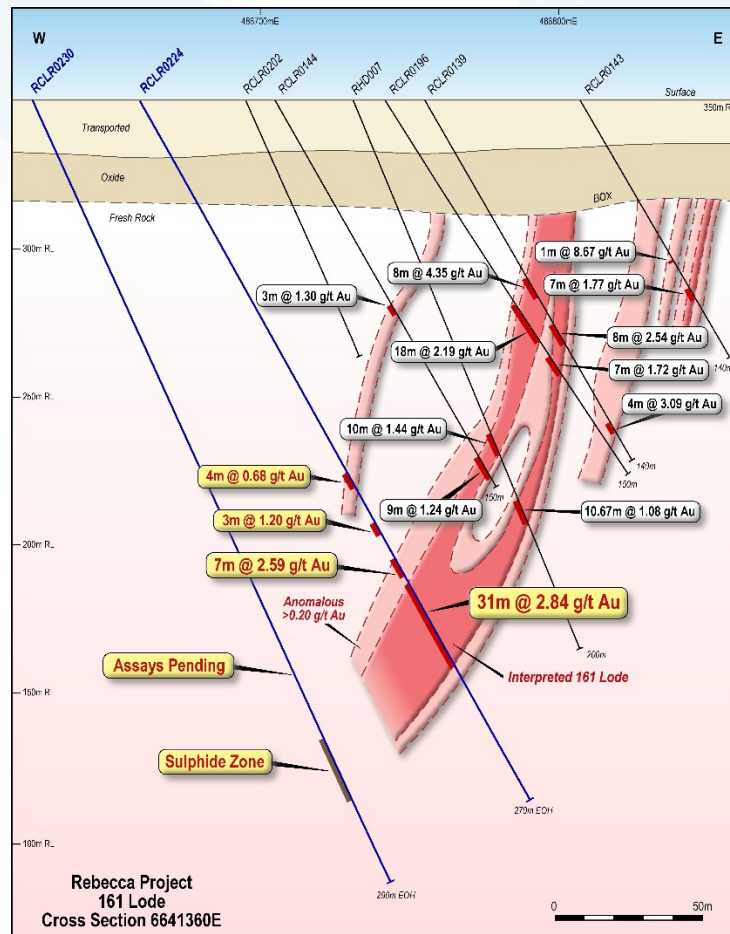 486700mE
486800mE
W
E
RCLR0230
RCLR0224
RCLR0202
RCLR0144
RHD007
RCLR0196
RCLR0139
RCLR0143
Surface
350m R
Transported
Oxide
BOX
Fresh Rock
300m RL
1m @ 8.67 g/t Au
8m @ 4.35 g/t Au
7m @ 1.77 g/t Au
3m @ 1.30 g/t Au
8m @ 2.54 g/t Au
18m @ 2.19 g/t Au
7m @ 1.72 g/t Au
140m
250m RL
4m @ 3.09 g/t Au
10m @ 1.44 g/t Au
149m
150m
4m @ 0.68 g/t Au
150m
9m @ 1.24 g/t Au
10.67m @ 1.08 g/t Au
3m @ 1.20 g/t Au
200m RL
7m @ 2.59 g/t Au
31m @ 2.84 g/t Au
Anomalous
>0.20 g/t Au
200m
Assays Pending
Interpreted 161 Lode
150m RL
Sulphide Zone
270m EOH
100m RL
290m EOH
Rebecca Project
161 Lode
Cross Section 6641360E
0
50m